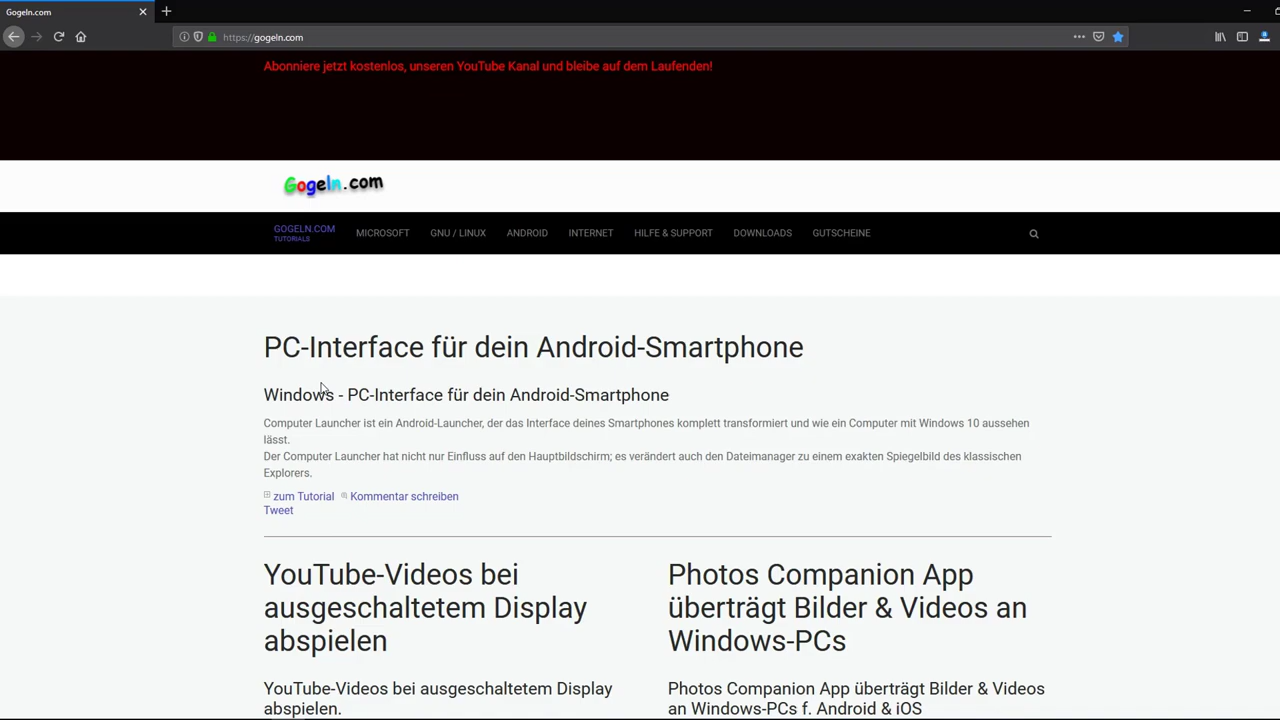 Gogeln.com
https://gogeln.com
Abonniere jetzt kostenlos, unseren YouTube Kanal und bleibe auf dem Laufenden!
Gogeln.com
GOGELN.COM MICROSOFT GNU / LINUX ANDROID INTERNET HILFE & SUPPORT DOWNLOADS GUTSCHEINE
TUTORIALS
PC-Interface für dein Android-Smartphone
Windows - PC-Interface für dein Android-Smartphone
Computer Launcher ist ein Android-Launcher, der das Interface deines Smartphones komplett transformiert und wie ein Computer mit Windows 10 aussehen
lässt.
Der Computer Launcher hat nicht nur Einfluss auf den Hauptbildschirm; es verändert auch den Dateimanager zu einem exakten Spiegelbild des klassischen
Explorers.
zum Tutorial Kommentar schreiben
Tweet
YouTube-Videos bei
ausgeschaltetem Display
abspielen
YouTube-Videos bei ausgeschaltetem Display
abspielen.
Photos Companion App
überträgt Bilder & Videos an
Windows-PCs
Photos Companion App überträgt Bilder & Videos
an Windows-PCs f. Android & iOS